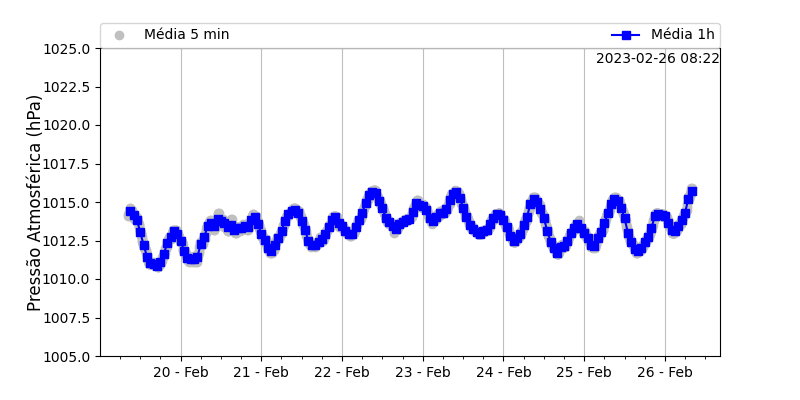 Média 5 min
Média 1h
2023-02-26 08:22
Pressão Atmosférica (hPa)
1025.0
1022.5
1020.0
1017.5
1015.0
1012.5
1010.0
1007.5
1005.0
20 - Feb
21 - Feb
22 - Feb
23 - Feb
24 - Feb
25 - Feb
26 - Feb